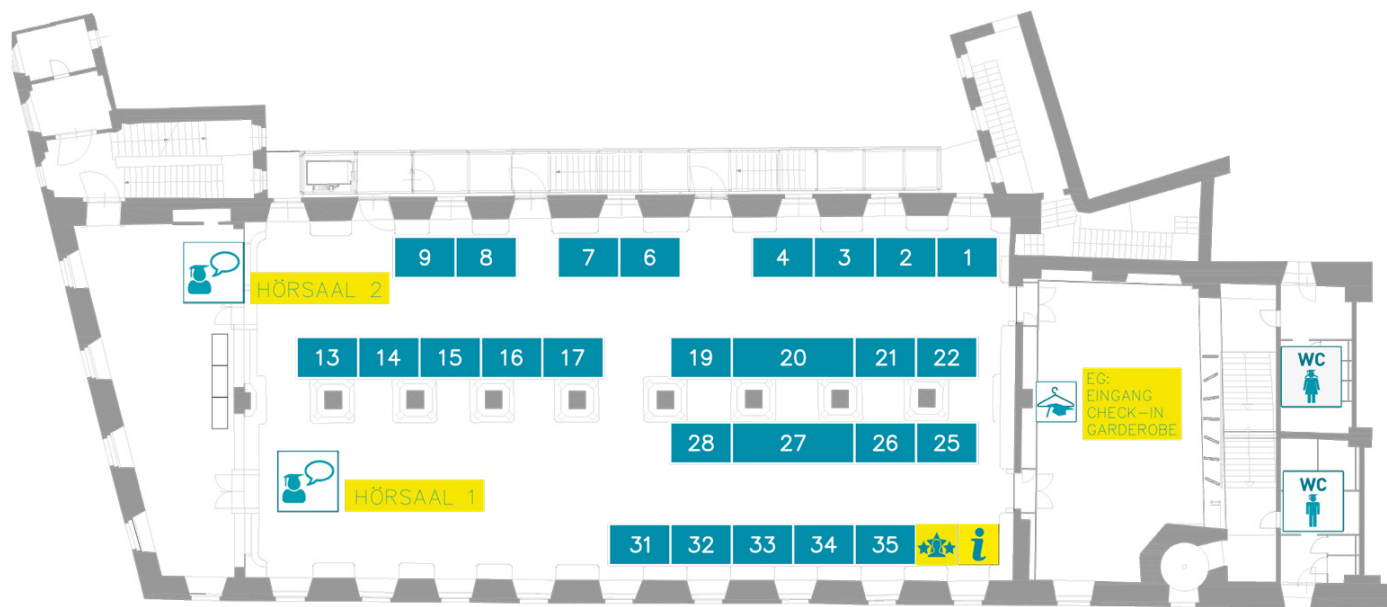 9 8 7 6 4 3 2 1
HÖRSAAL 2
13 14 15 16 17 19 20 21 22
WC
EG:
EINGANG
CHECK-IN
GARDEROBE
28 27 26 25
HÖRSAAL 1
WC
31 32 33 34 35 i